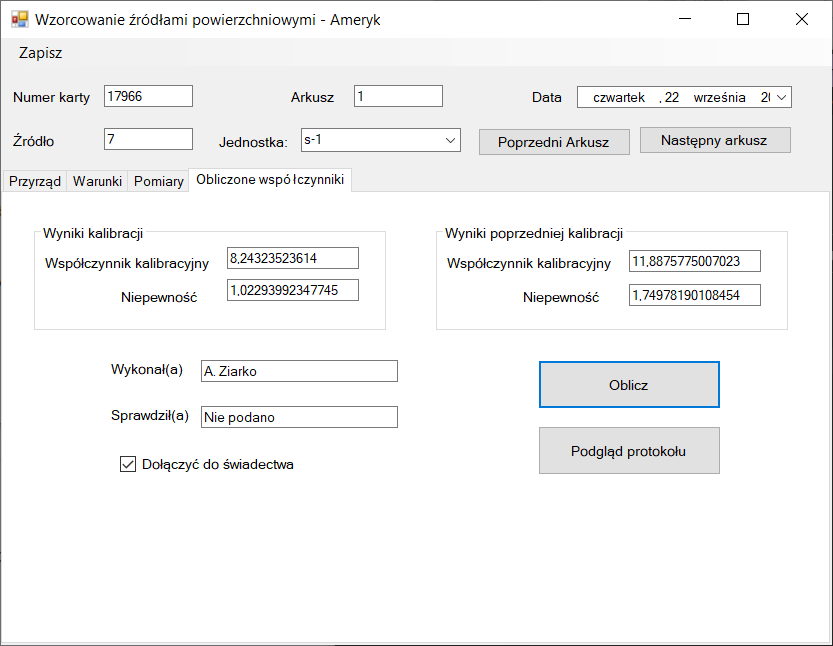 Wzorcowanie źródłami powierzchniowymi - Ameryk
Zapisz
Numer karty 17966 Arkusz 1 Data czwartek , 22 września
Źródło 7 Jednostka: s-1 Poprzedni Arkusz Następny arkusz
Przyrząd Warunki Pomiary Obliczone współczynniki
Wyniki kalibracji
Współczynnik kalibracyjny 8,24323523614
Niepewność 1,02293992347745
Wyniki poprzedniej kalibracji
Współczynnik kalibracyjny 11,8875775007023
Niepewność 1,74978190108454
Wykonał(a) A. Ziarko
Sprawdził(a) Nie podano
Dołączyć do świadectwa
Oblicz
Podgląd protokołu